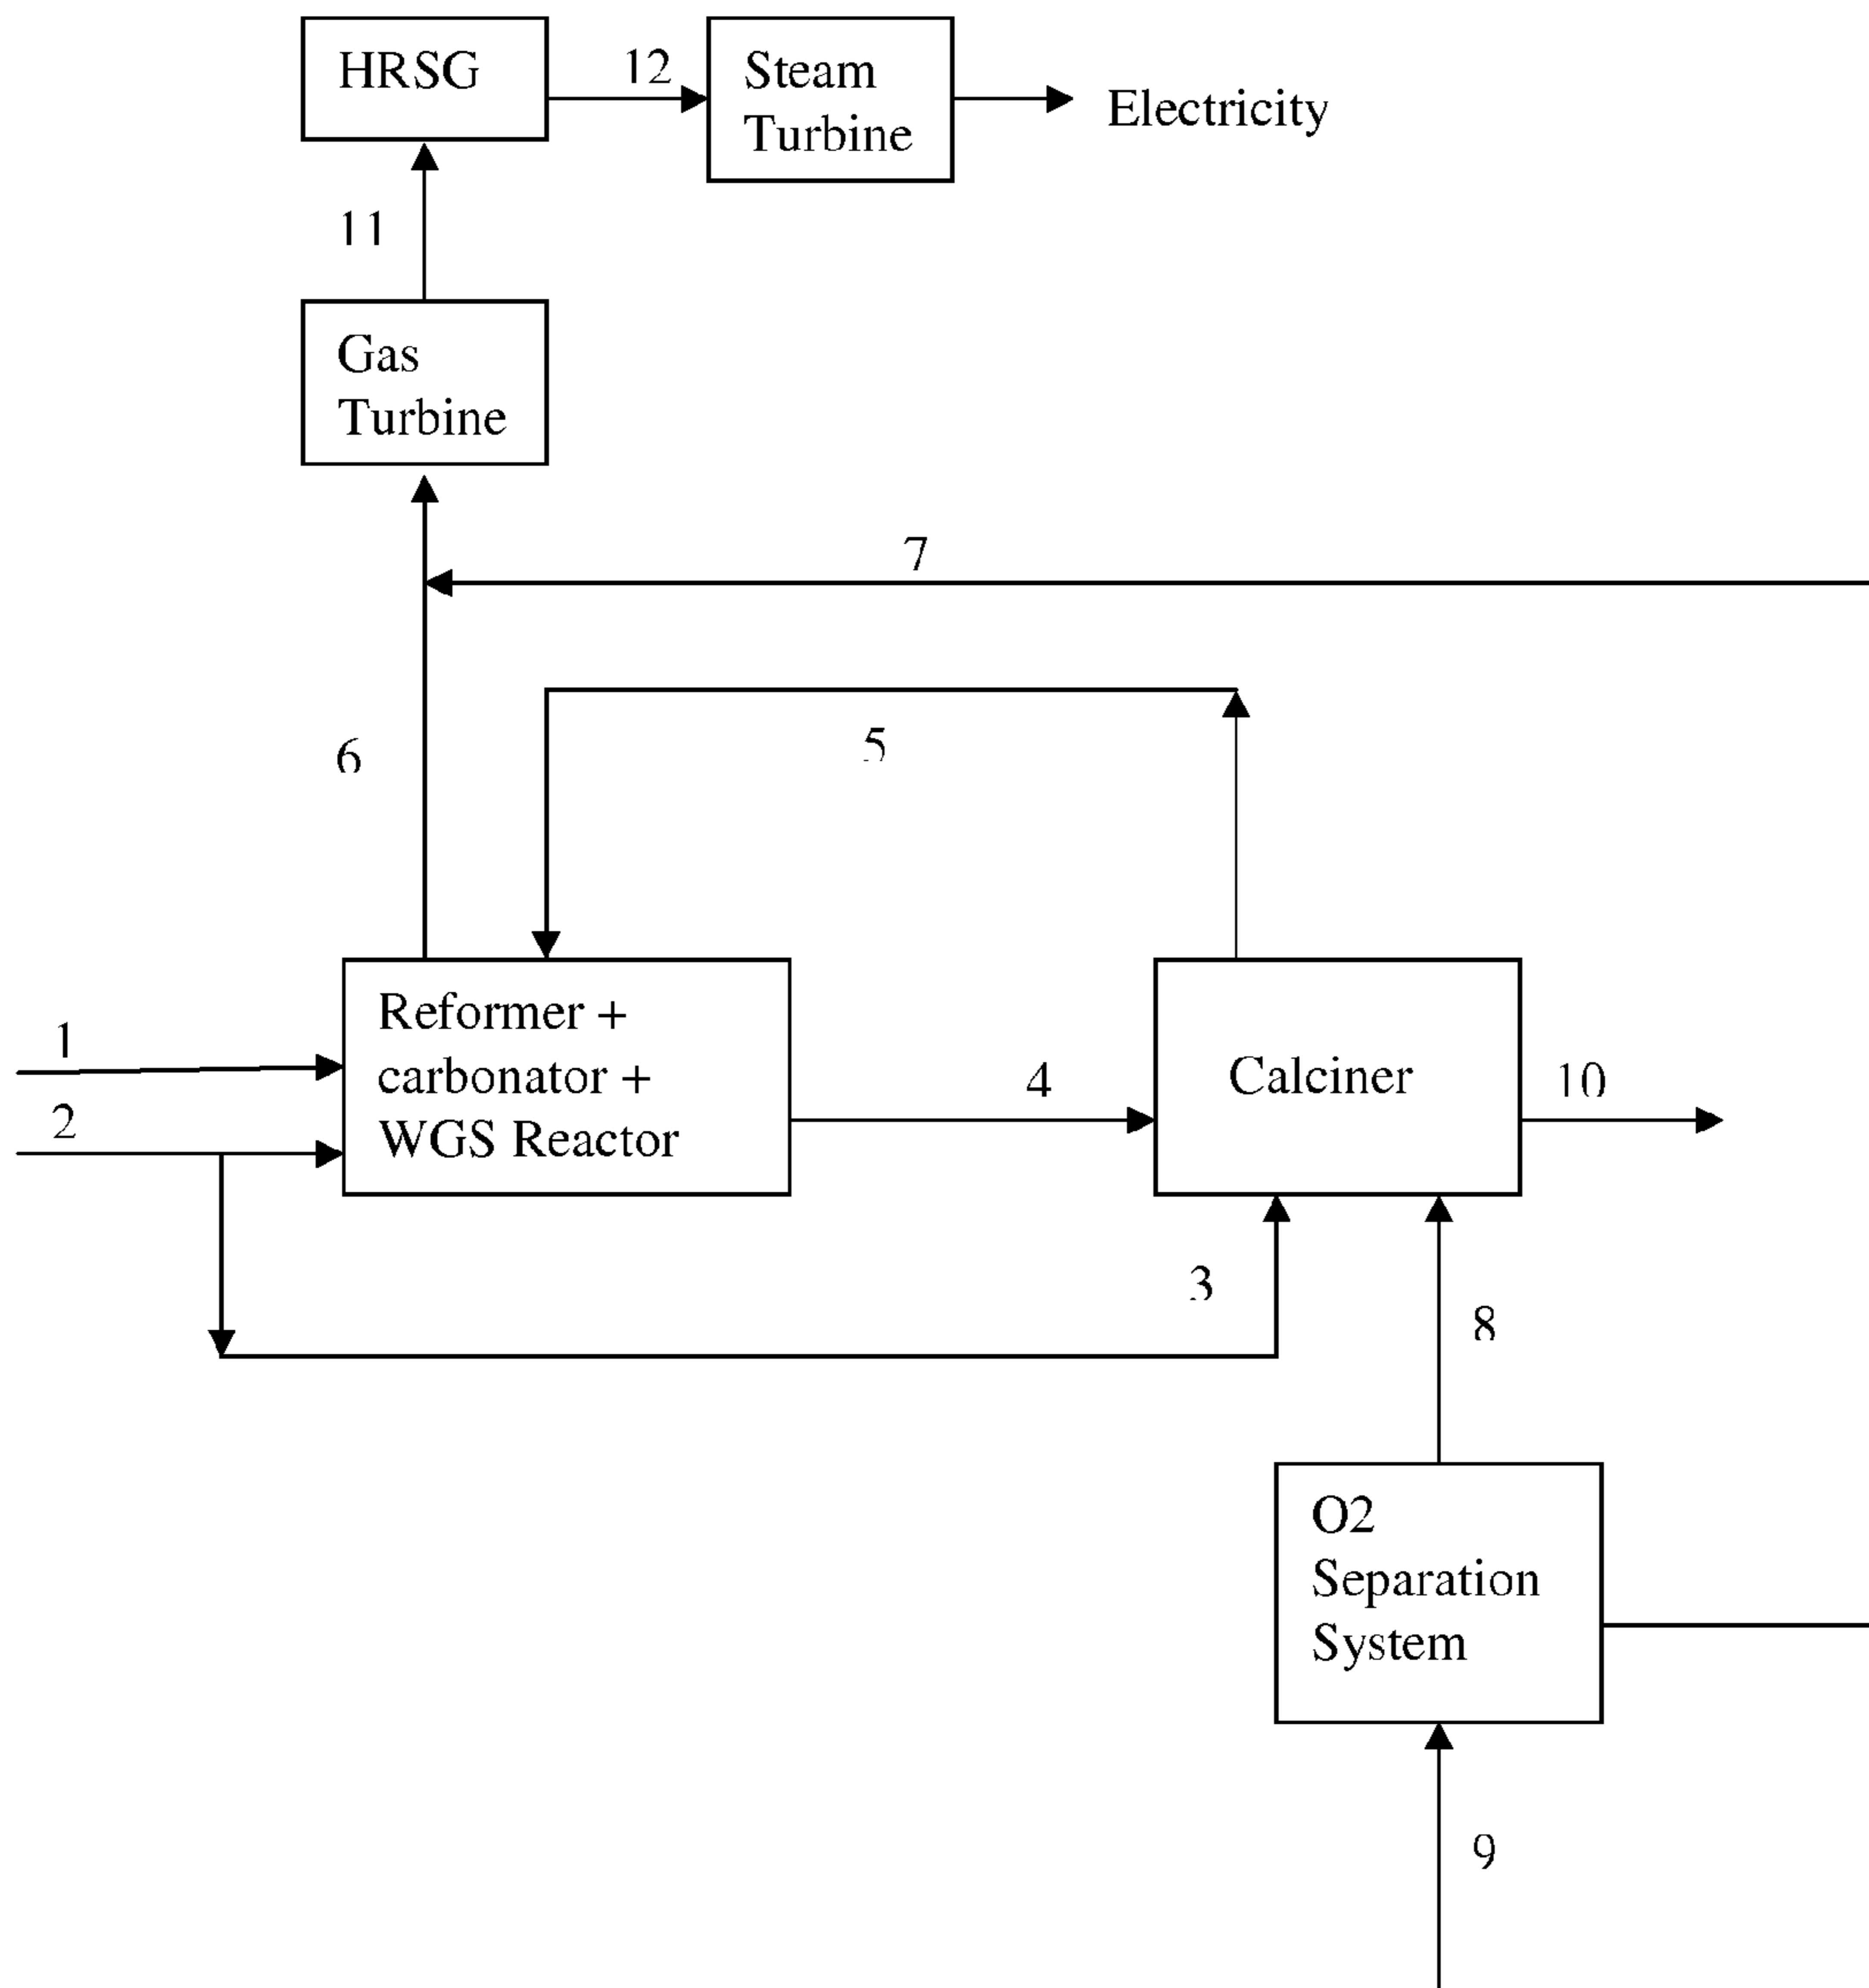 HRSG
12
Steam
Turbine
Electricity
11
Gas
Turbine
7
6
5
1
2
Reformer +
carbonator +
WGS Reactor
4
Calciner
10
3
8
O2
Separation
System
9